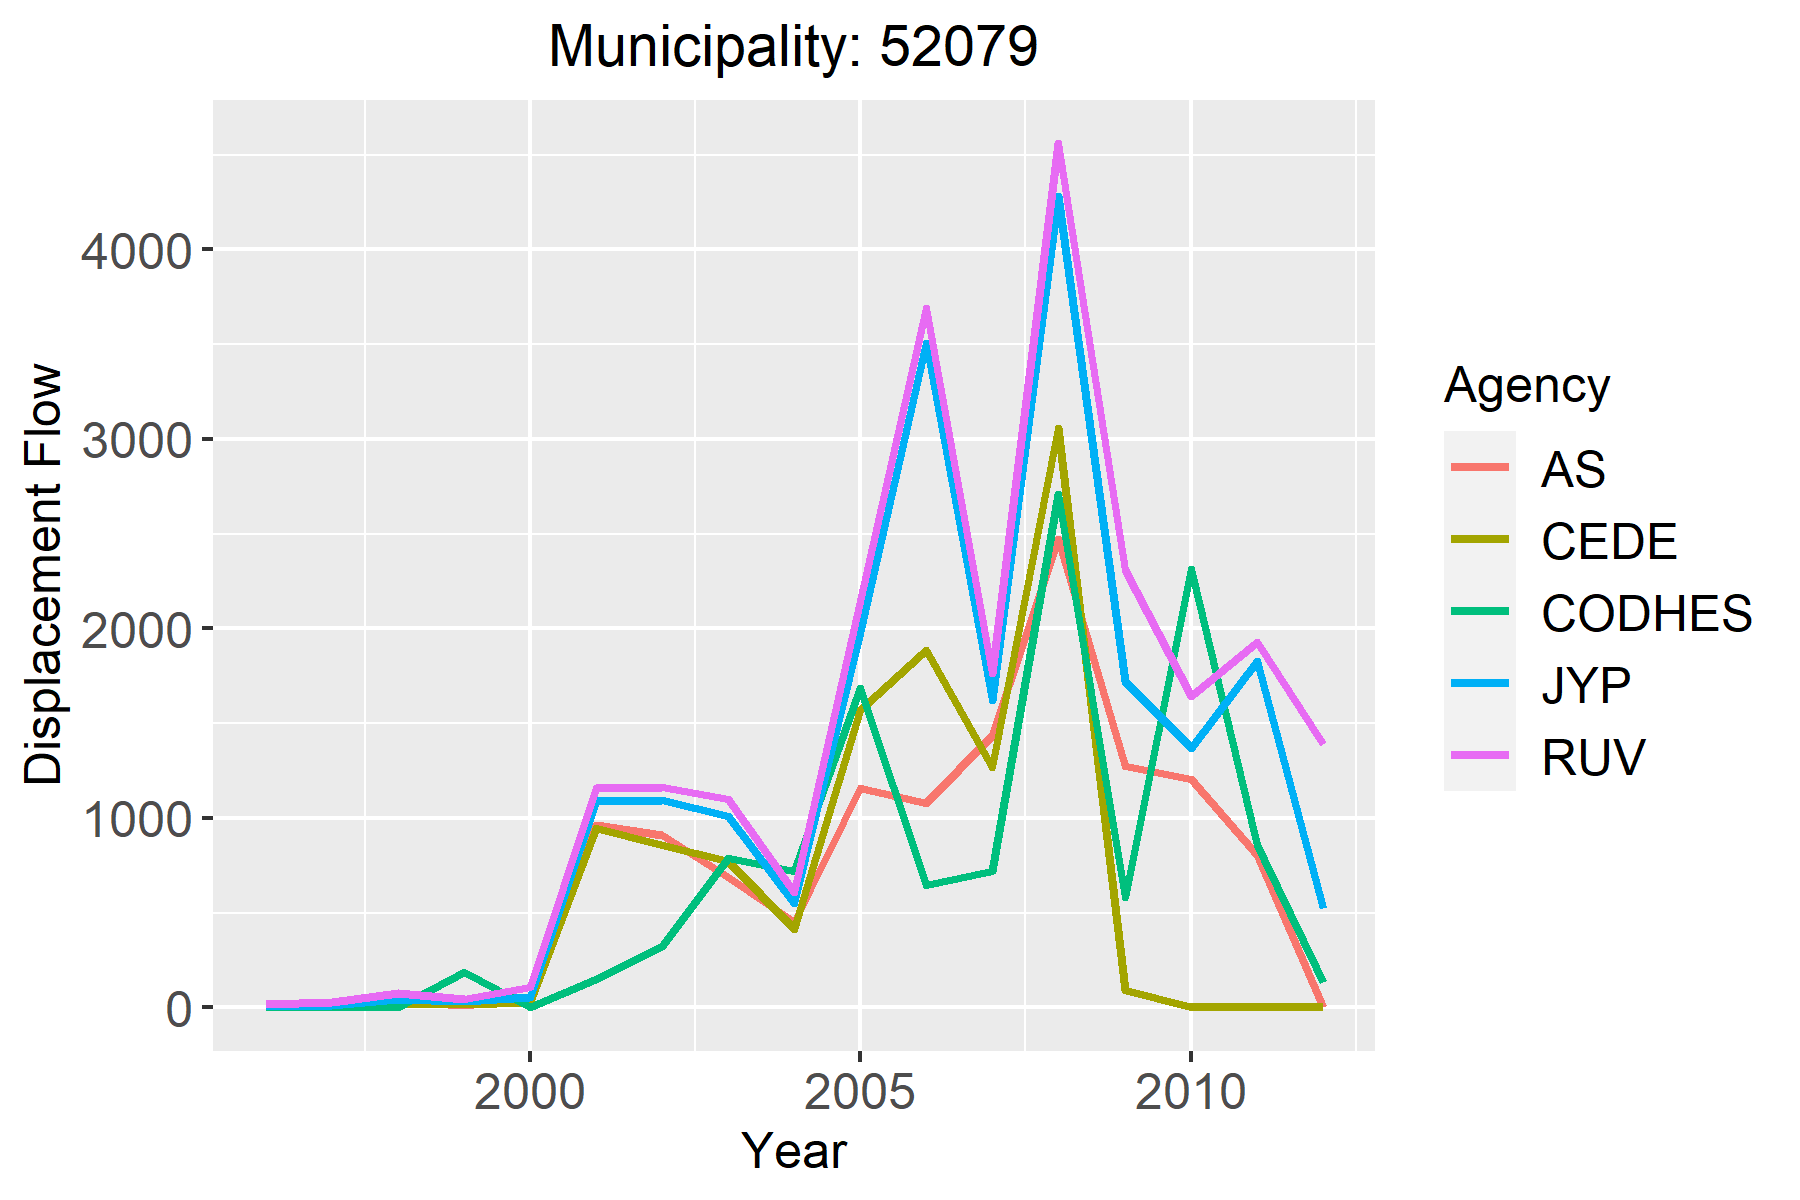 Municipality: 52079
Displacement Flow
4000
3000
2000
1000
0
2000
2005
2010
Year
Agency
AS
CEDE
CODHES
JYP
RUV